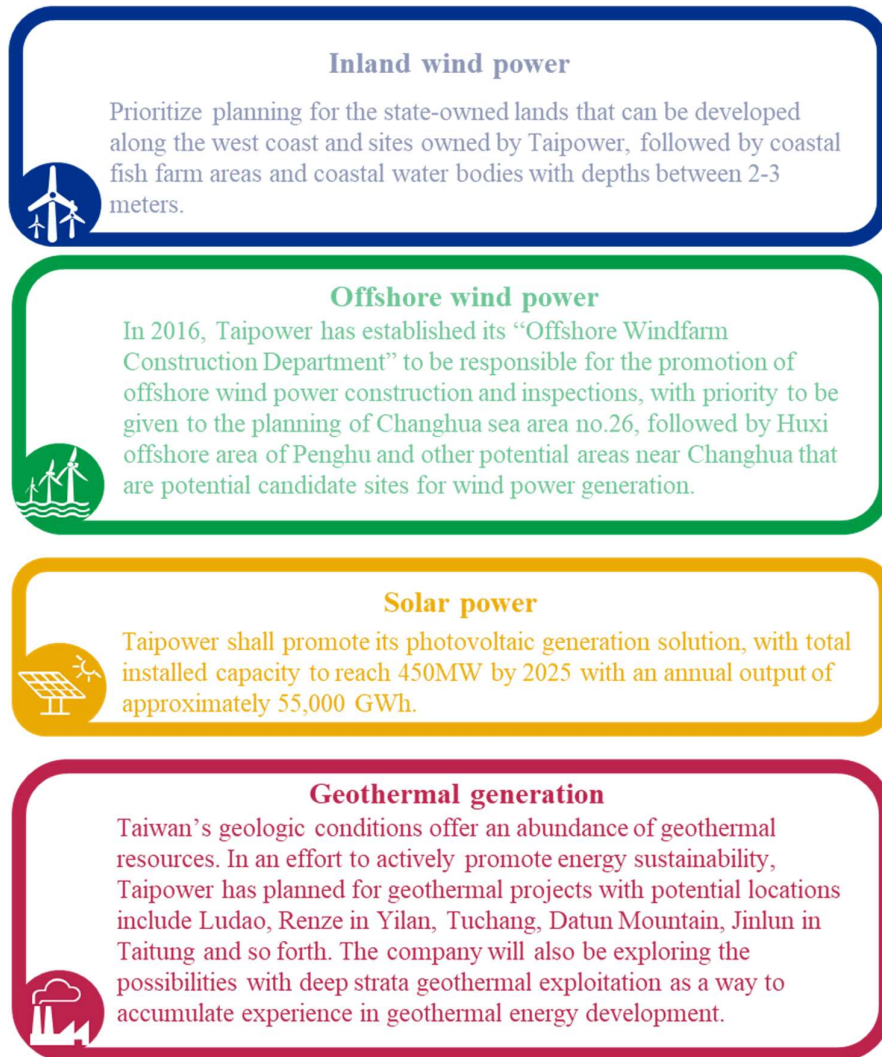 Inland wind power
Prioritize planning for the state-owned lands that can be developed
along the west coast and sites owned by Taipower, followed by coastal
fish farm areas and coastal water bodies with depths between 2-3
meters.
Offshore wind power
In 2016, Taipower has established its “Offshore Windfarm
Construction Department” to be responsible for the promotion of
offshore wind power construction and inspections, with priority to be
given to the planning of Changhua sea area no.26, followed by Huxi
offshore area of Penghu and other potential areas near Changhua that
are potential candidate sites for wind power generation.
Solar power
Taipower shall promote its photovoltaic generation solution, with total
installed capacity to reach 450MW by 2025 with an annual output of
approximately 55,000 GWh.
Geothermal generation
Taiwan’s geologic conditions offer an abundance of geothermal
resources. In an effort to actively promote energy sustainability,
Taipower has planned for geothermal projects with potential locations
include Ludao, Renze in Yilan, Tuchang, Datun Mountain, Jinlun in
Taitung and so forth. The company will also be exploring the
possibilities with deep strata geothermal exploitation as a way to
accumulate experience in geothermal energy development.